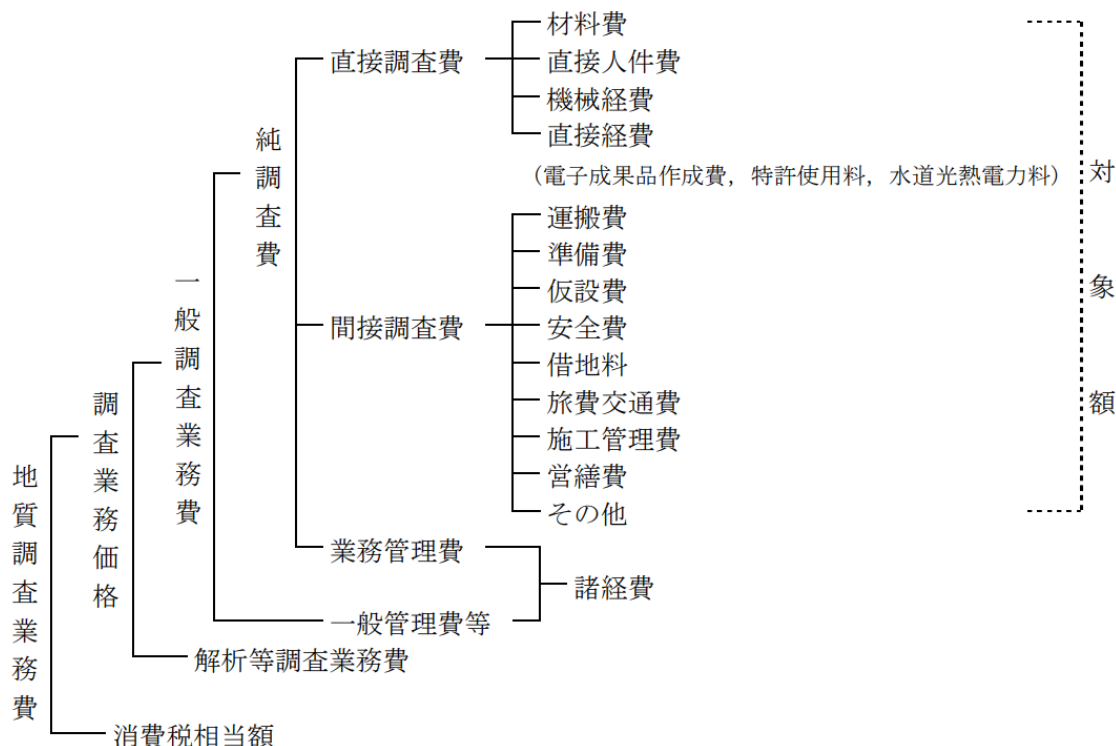 地質調査業務費
調査業務価格
一般調査業務費
純調査費
直接調査費
材料費
直接人件費
機械経費
直接経費
（電子成果品作成費，特許使用料，水道光熱電力料）
間接調査費
運搬費
準備費
仮設費
安全費
借地料
旅費交通費
施工管理費
営繕費
その他
業務管理費
一般管理費等
諸経費
解析等調査業務費
消費税相当額
対象額